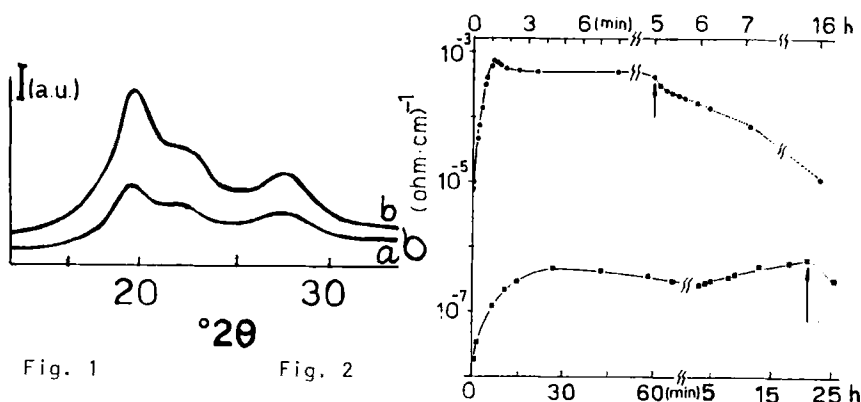 I(a.u.)
b
a
20
30
°2θ
Fig. 1
Fig. 2
0 3 6 (min) 5 6 7 16 h
10⁻³
10⁻⁵
10⁻⁷
σ (ohm·cm)⁻¹
0 30 60 (min) 5 15 25 h